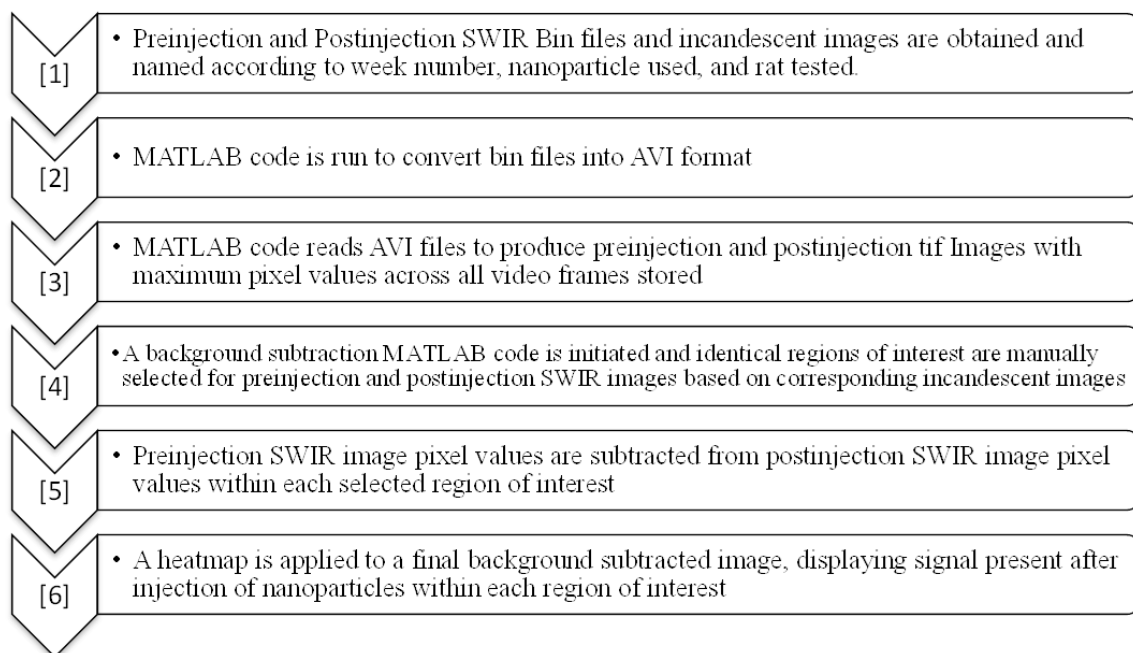 [1]
• Preinjection and Postinjection SWIR Bin files and incandescent images are obtained and
named according to week number, nanoparticle used, and rat tested.
[2]
• MATLAB code is run to convert bin files into AVI format
[3]
• MATLAB code reads AVI files to produce preinjection and postinjection tif Images with
maximum pixel values across all video frames stored
[4]
• A background subtraction MATLAB code is initiated and identical regions of interest are manually
selected for preinjection and postinjection SWIR images based on corresponding incandescent images
[5]
• Preinjection SWIR image pixel values are subtracted from postinjection SWIR image pixel
values within each selected region of interest
[6]
• A heatmap is applied to a final background subtracted image, displaying signal present after
injection of nanoparticles within each region of interest